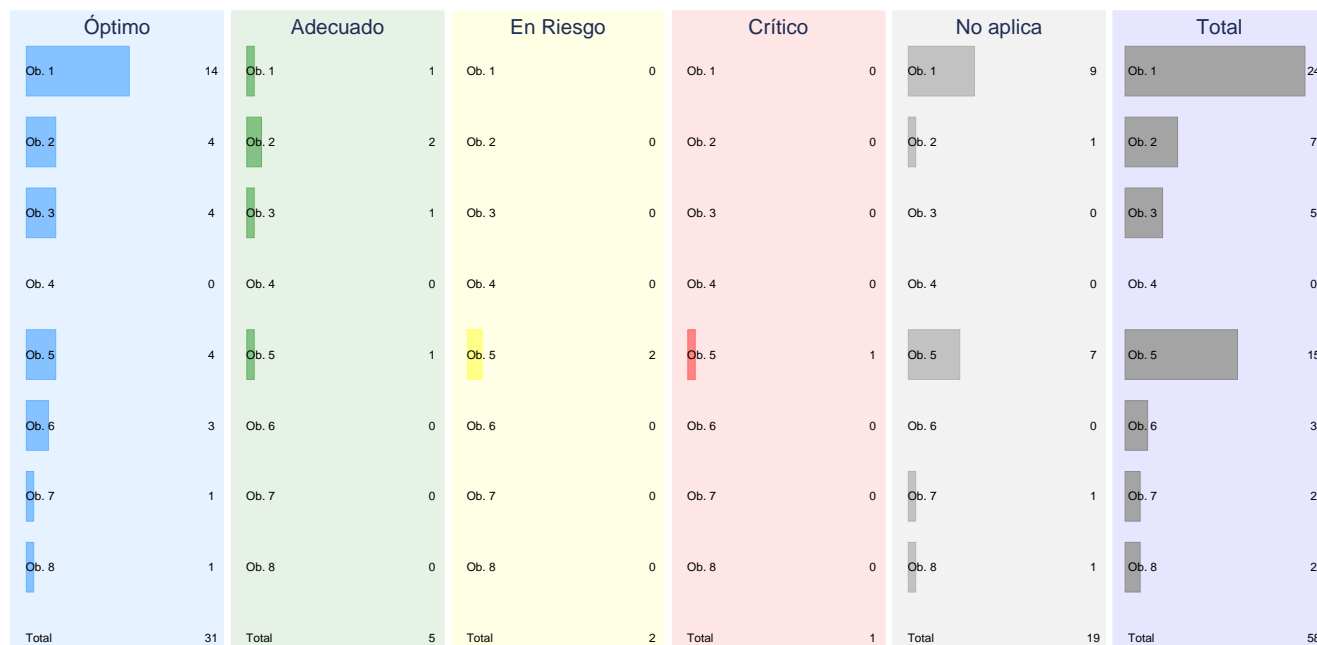 Óptimo Adecuado En Riesgo Crítico No aplica Total
Ob. 1 14 Ob. 1 1 Ob. 1 0 Ob. 1 0 Ob. 1 9 Ob. 1 24
Ob. 2 4 Ob. 2 2 Ob. 2 0 Ob. 2 0 Ob. 2 1 Ob. 2 7
Ob. 3 4 Ob. 3 1 Ob. 3 0 Ob. 3 0 Ob. 3 0 Ob. 3 5
Ob. 4 0 Ob. 4 0 Ob. 4 0 Ob. 4 0 Ob. 4 0 Ob. 4 0
Ob. 5 4 Ob. 5 1 Ob. 5 2 Ob. 5 1 Ob. 5 7 Ob. 5 15
Ob. 6 3 Ob. 6 0 Ob. 6 0 Ob. 6 0 Ob. 6 0 Ob. 6 3
Ob. 7 1 Ob. 7 0 Ob. 7 0 Ob. 7 0 Ob. 7 1 Ob. 7 2
Ob. 8 1 Ob. 8 0 Ob. 8 0 Ob. 8 0 Ob. 8 1 Ob. 8 2
Total 31 Total 5 Total 2 Total 1 Total 19 Total 58